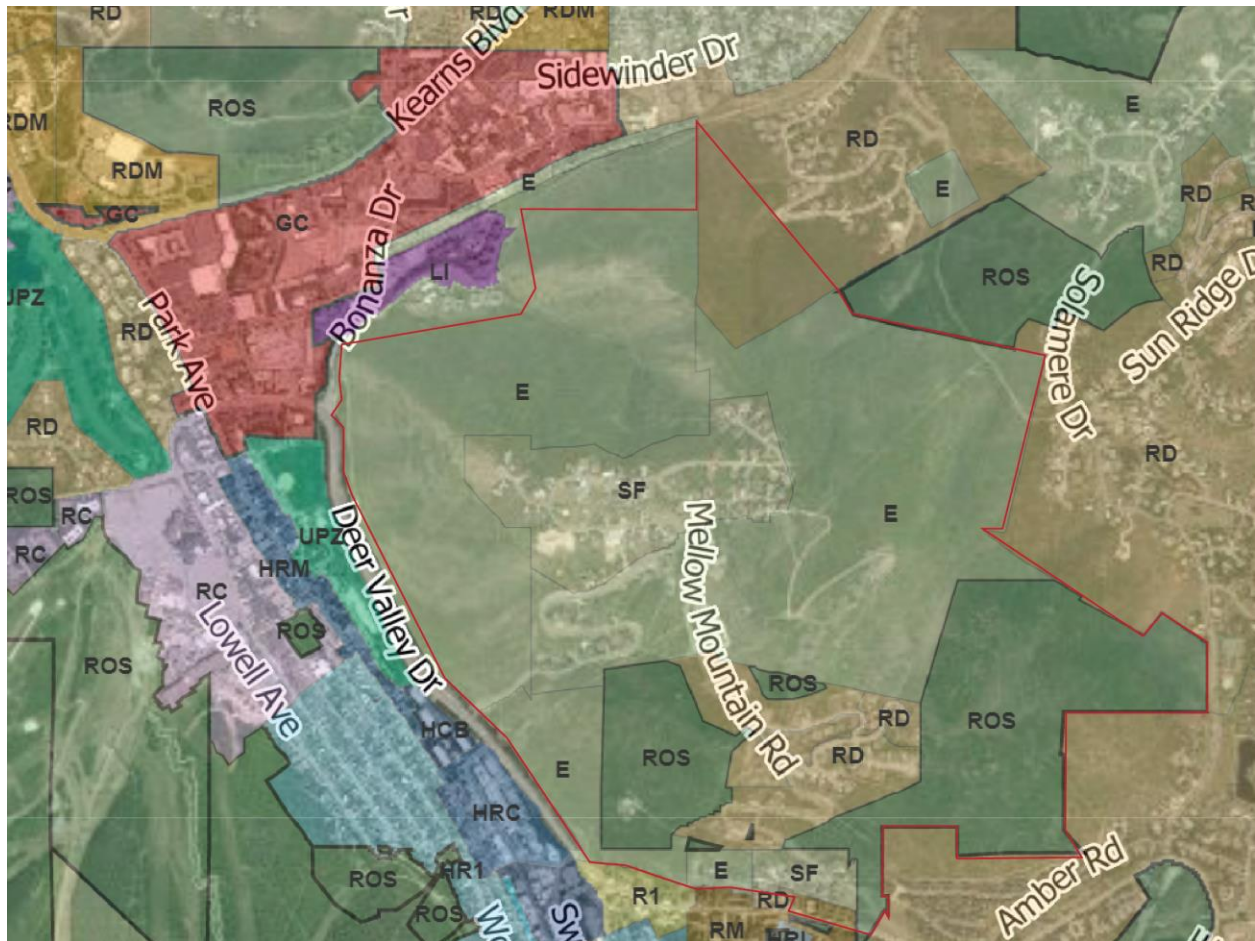 RD
r
RD
RDM
Kearns Blvd
Sidewinder Dr
ROS
E
RDM
RD
RDM
E
E
RD
GC
GC
Bonanza Dr
LI
RD
ROS
Solamere Dr
Sun Ridge D
UPZ
Park Ave
RD
E
RD
RD
SF
E
ROS
RC
RC
UPZ
Deer Valley Dr
Mellow Mountain Rd
HRM
RC
ROS
Lowell Ave
ROS
ROS
RD
ROS
HCB
E
ROS
RD
HRC
Amber Rd
ROS
HR1
E
SF
R1
RD
ROS
Wo
Sw
RM
HRL